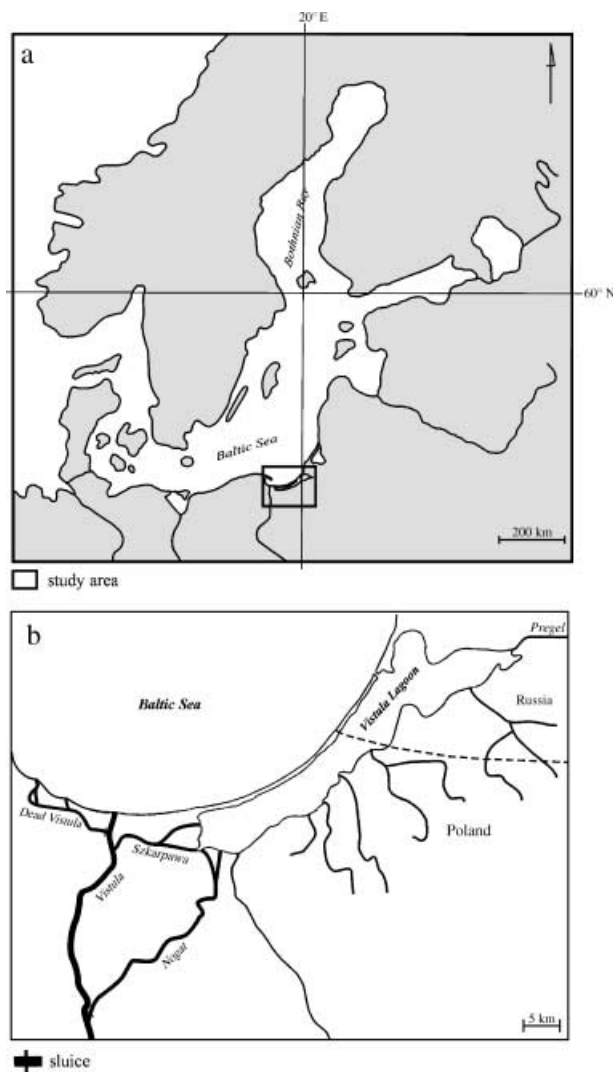 20° E
a
Bothnian Bay
60° N
Baltic Sea
200 km
study area
b
Pregel
Baltic Sea
Vistula Lagoon
Russia
Dead Vistula
Szkarpawa
Poland
Vistula
Nogat
5 km
sluice